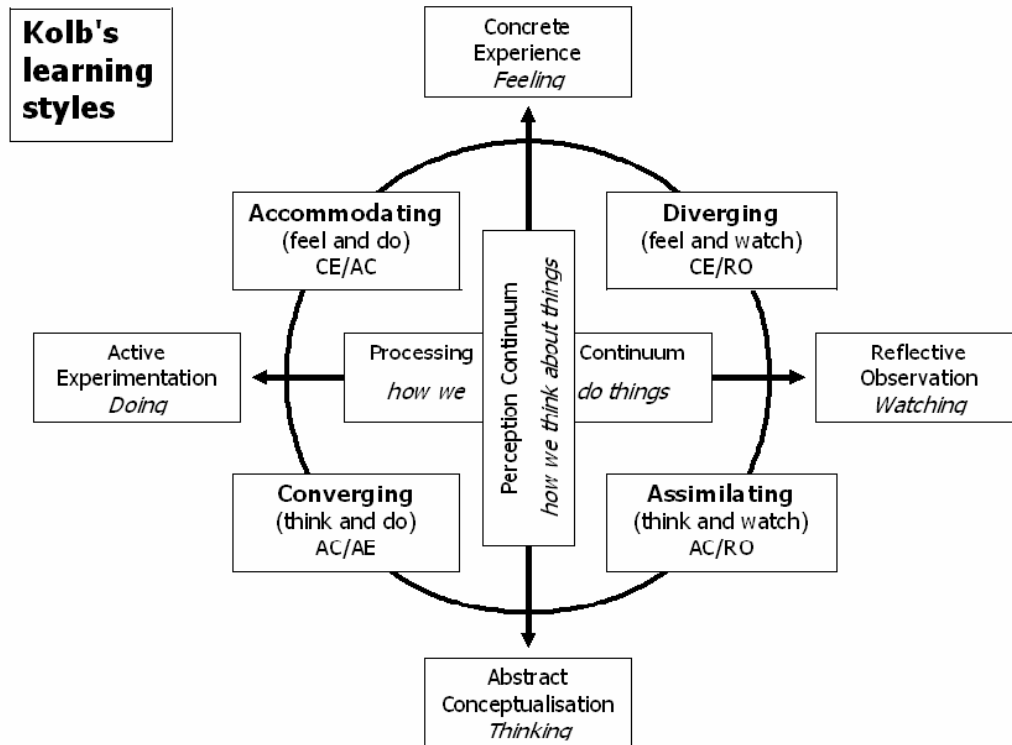 Kolb's
learning
styles
Concrete
Experience
Feeling
Accommodating
(feel and do)
CE/AC
Diverging
(feel and watch)
CE/RO
Perception Continuum
how we think about things
Active
Experimentation
Doing
Processing Continuum
how we do things
Reflective
Observation
Watching
Converging
(think and do)
AC/AE
Assimilating
(think and watch)
AC/RO
Abstract
Conceptualisation
Thinking